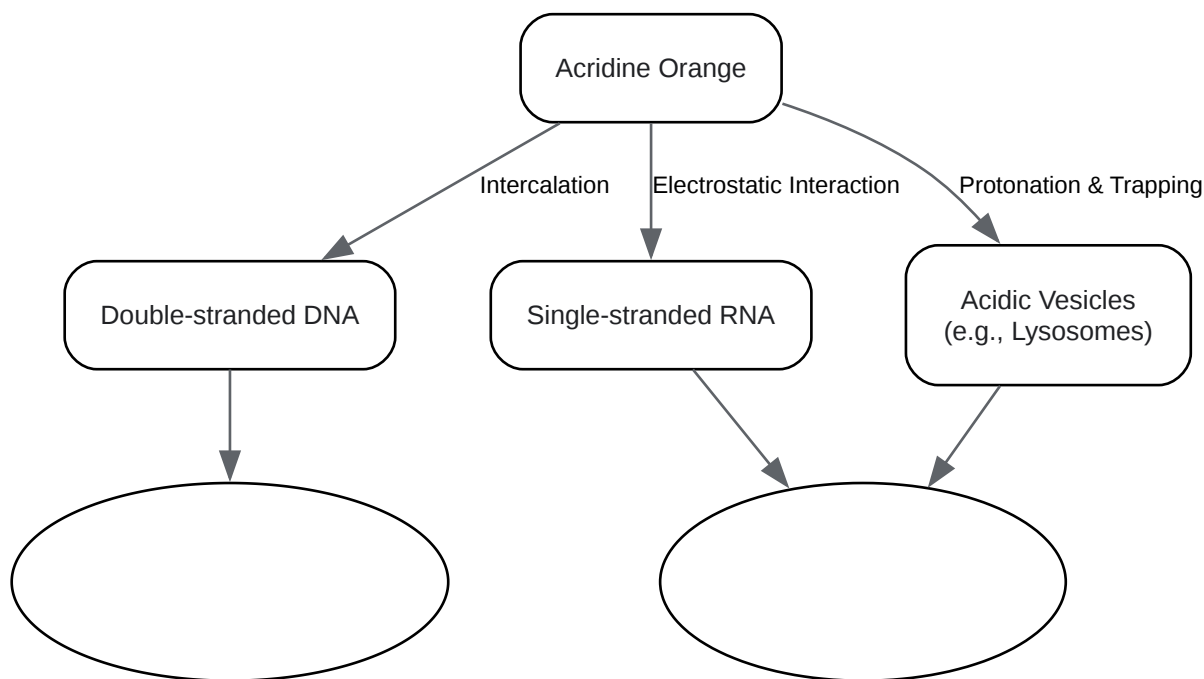 Acridine Orange
Intercalation
Electrostatic Interaction
Protonation & Trapping
Double-stranded DNA
Single-stranded RNA
Acidic Vesicles
(e.g., Lysosomes)